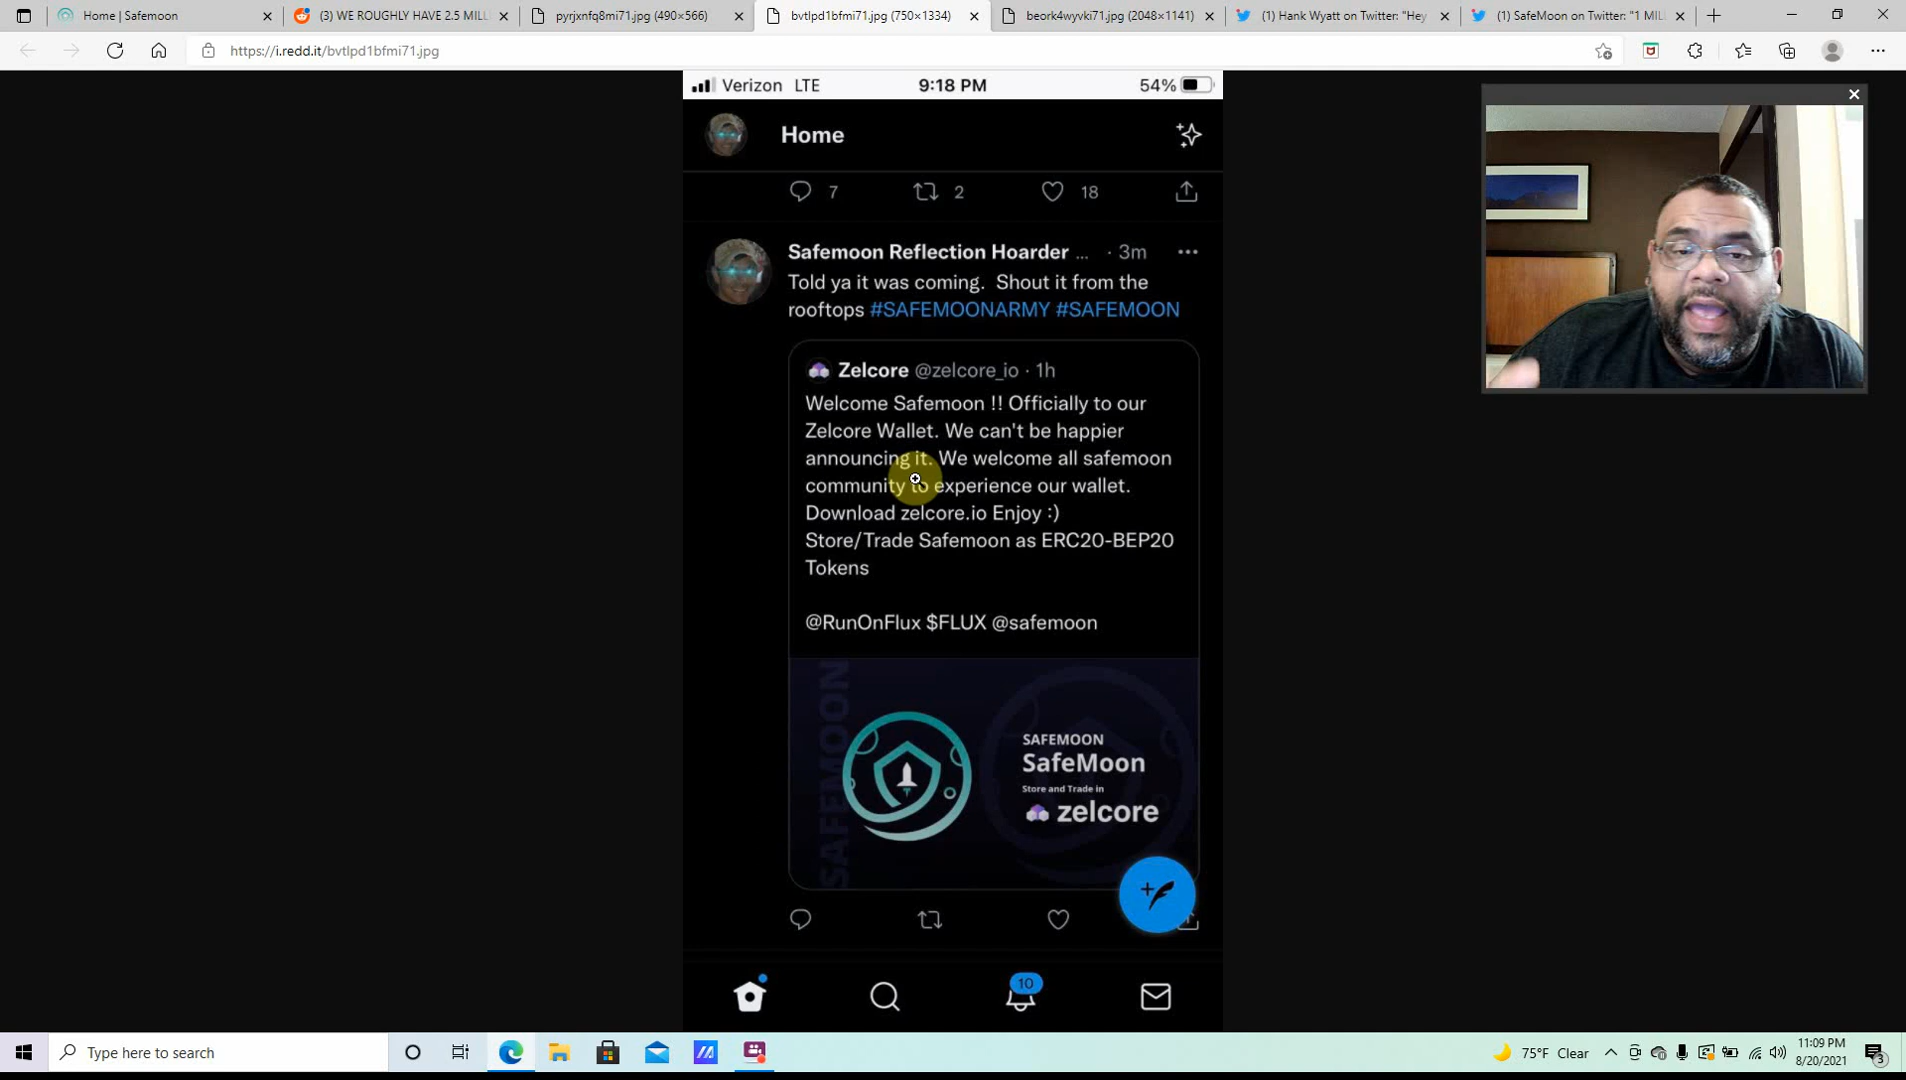 Home | Safemoon
(3) WE ROUGHLY HAVE 2.5 MILL
pyrjxnfq8mi71.jpg (490×566)
bvtlpd1bfmi71.jpg (750×1334)
beork4wyvki71.jpg (2048×1141)
(1) Hank Wyatt on Twitter: "Hey
(1) SafeMoon on Twitter: "1 MIL
https://i.redd.it/bvtlpd1bfmi71.jpg
Verizon LTE
9:18 PM
54%
Home
7
2
18
Safemoon Reflection Hoarder ... · 3m
Told ya it was coming. Shout it from the
rooftops #SAFEMOONARMY #SAFEMOON
Zelcore @zelcore_io · 1h
Welcome Safemoon !! Officially to our
Zelcore Wallet. We can't be happier
announcing it. We welcome all safemoon
community to experience our wallet.
Download zelcore.io Enjoy :)
Store/Trade Safemoon as ERC20-BEP20
Tokens
@RunOnFlux $FLUX @safemoon
SAFEMOON
SAFEMOON
SafeMoon
Store and Trade in
zelcore
10
Type here to search
75°F Clear
11:09 PM
8/20/2021
3